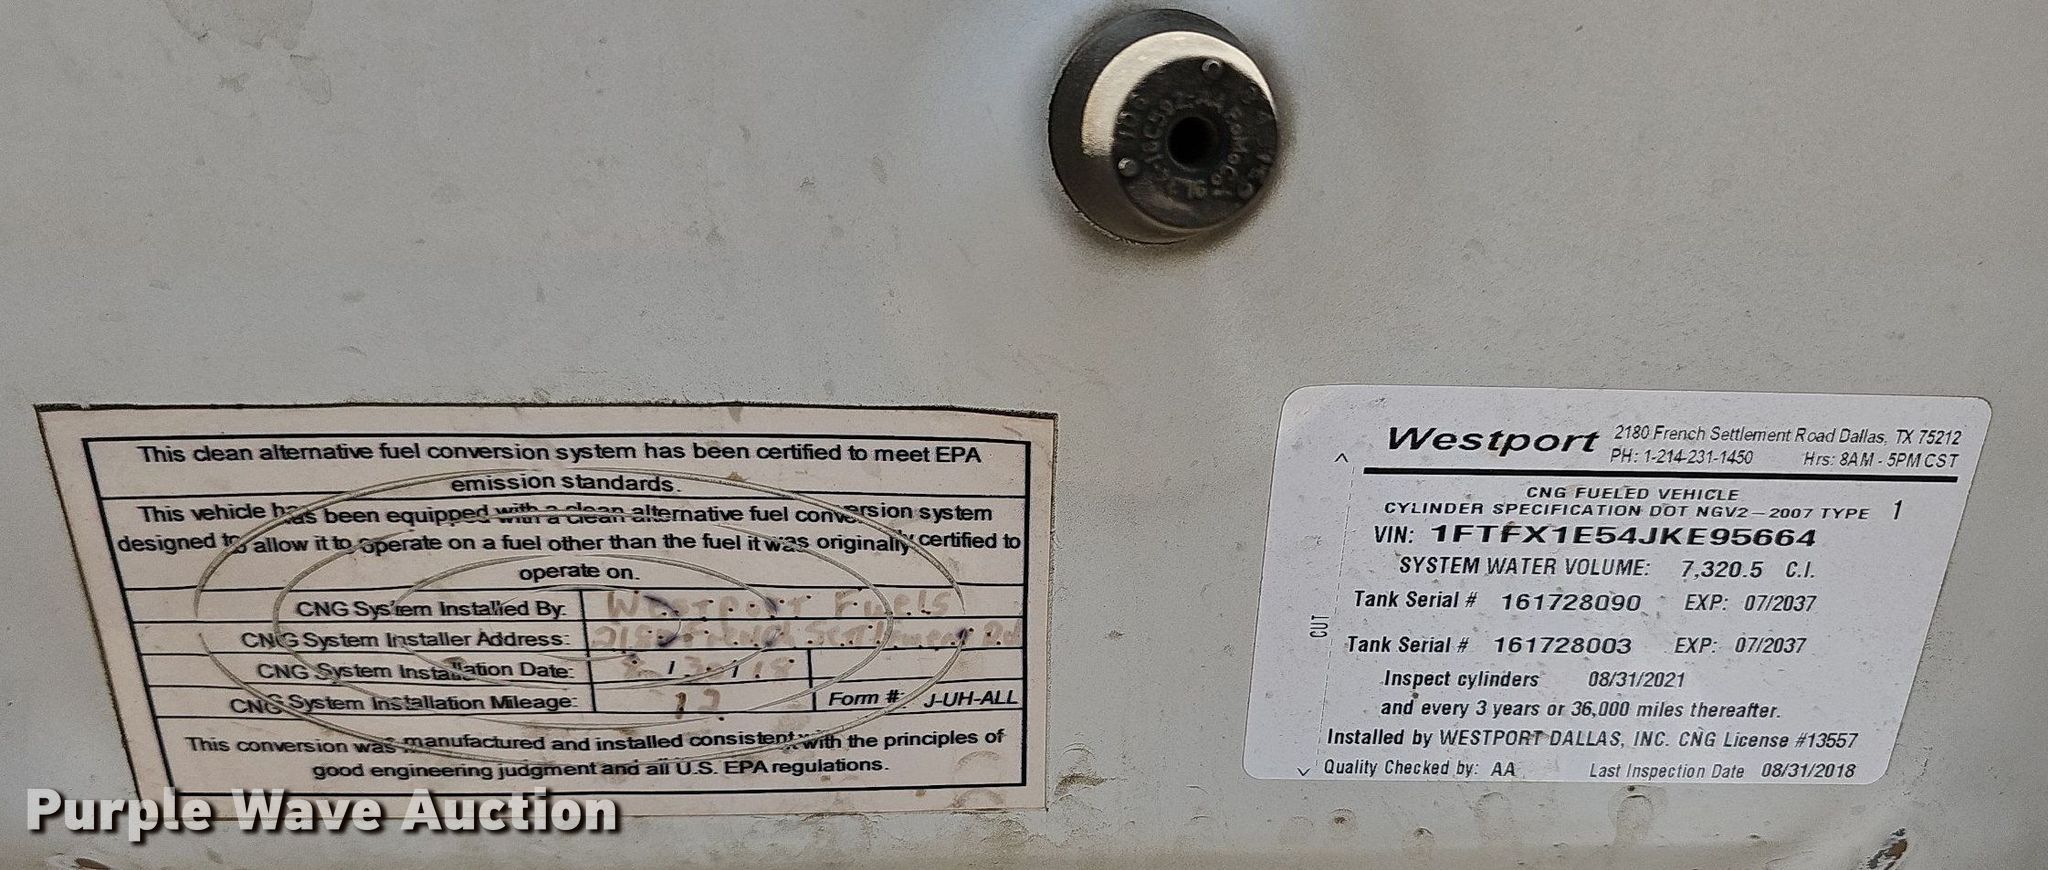 FoMoCo
This clean alternative fuel conversion system has been certified to meet EPA
emission standards.
This vehicle has been equipped with a clean alternative fuel conversion system
designed to allow it to operate on a fuel other than the fuel it was originally certified to
operate on.
CNG System Installed By: Westport Fuels
CNG System Installer Address: French Settlement Rd
CNG System Installation Date:
CNG System Installation Mileage: 12 Form #: J-UH-ALL
This conversion was manufactured and installed consistent with the principles of
good engineering judgment and all U.S. EPA regulations.
Westport 2180 French Settlement Road Dallas, TX 75212
PH: 1-214-231-1450 Hrs: 8AM - 5PM CST
CNG FUELED VEHICLE
CYLINDER SPECIFICATION DOT NGV2-2007 TYPE 1
VIN: 1FTFX1E54JKE95664
SYSTEM WATER VOLUME: 7,320.5 C.I.
Tank Serial # 161728090 EXP: 07/2037
CUT
Tank Serial # 161728003 EXP: 07/2037
Inspect cylinders 08/31/2021
and every 3 years or 36,000 miles thereafter.
Installed by WESTPORT DALLAS, INC. CNG License #13557
Quality Checked by: AA Last Inspection Date 08/31/2018
Purple Wave Auction